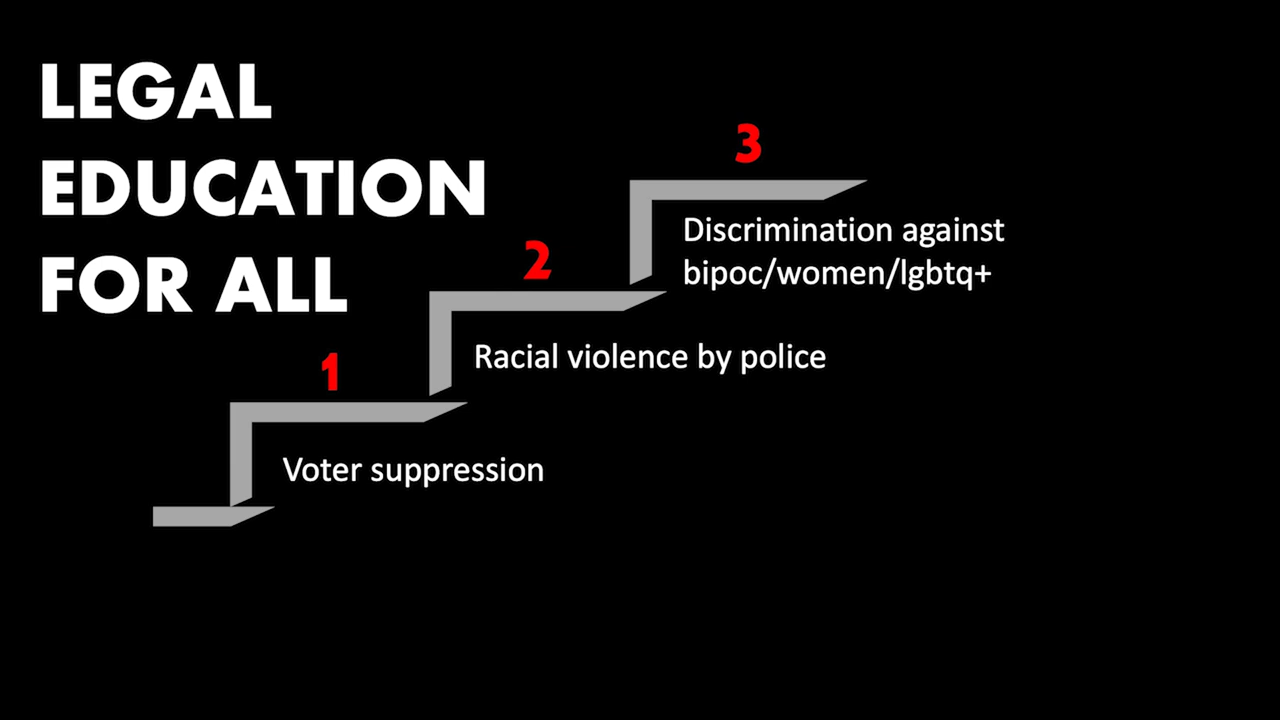 LEGAL
EDUCATION
FOR ALL
1
Voter suppression
2
Racial violence by police
3
Discrimination against
bipoc/women/lgbtq+